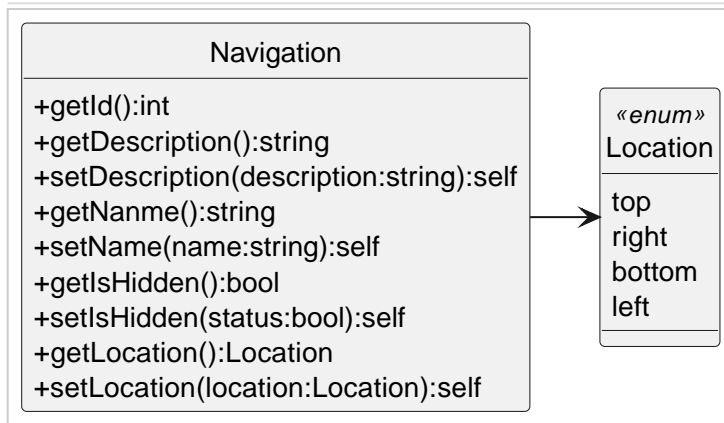 Navigation
+getId():int
+getDescription():string
+setDescription(description:string):self
+getNanme():string
+setName(name:string):self
+getIsHidden():bool
+setIsHidden(status:bool):self
+getLocation():Location
+setLocation(location:Location):self
«enum»
Location
top
right
bottom
left